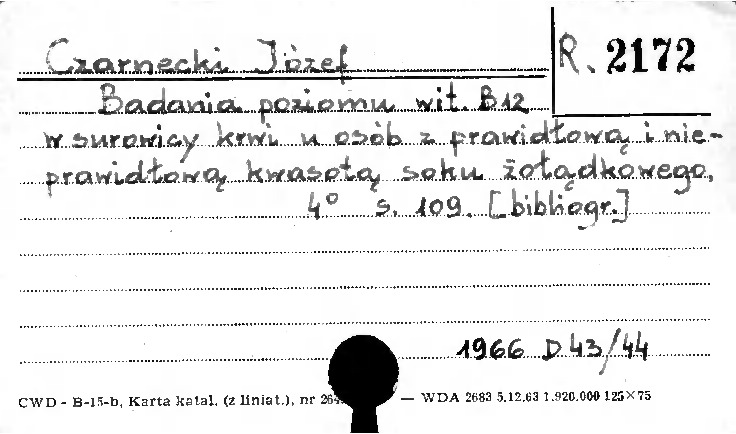 Czarnecki Józef
R. 2172
Badania poziomu wit. B12
w surowicy krwi u osób z prawidłową i nie-
prawidłową kwasotą soku żołądkowego.
4° s. 109. [bibliogr.]
1966 D 43/44
CWD - B-15-b, Karta katal. (z liniat.), nr 264 — WDA 2683 5.12.63 1.920.000 125×75